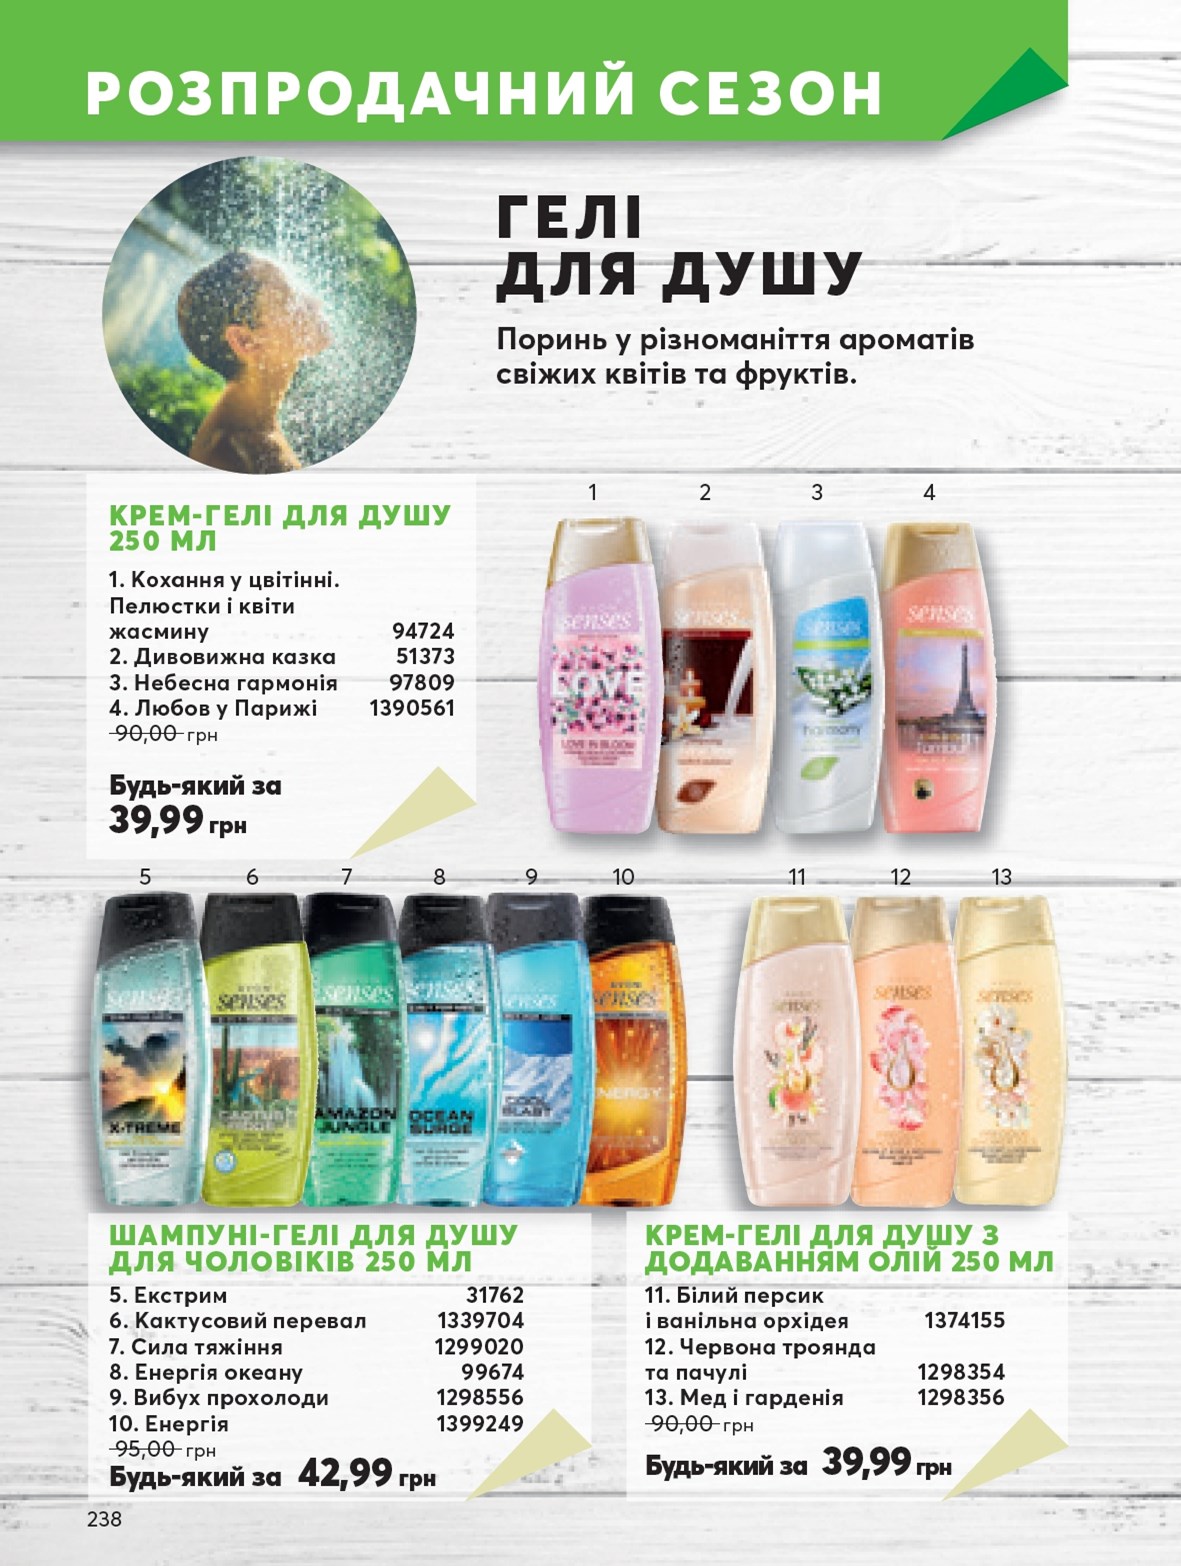 РОЗПРОДАЧНИЙ СЕЗОН
ГЕЛІ
ДЛЯ ДУШУ
Поринь у різноманіття ароматів
свіжих квітів та фруктів.
КРЕМ-ГЕЛІ ДЛЯ ДУШУ
250 МЛ
1. Кохання у цвітінні.
Пелюстки і квіти
жасмину 94724
2. Дивовижна казка 51373
3. Небесна гармонія 97809
4. Любов у Парижі 1390561
90,00 грн
Будь-який за
39,99 грн
1 2 3 4
senses
LOVE
LOVE IN BLOOM
senses
senses
harmony
senses
5 6 7 8 9 10
senses
X-TREME
senses
CACTUS
senses
AMAZON
JUNGLE
senses
OCEAN
SURGE
senses
COOL
BLAST
senses
ENERGY
11 12 13
senses
senses
senses
ШАМПУНІ-ГЕЛІ ДЛЯ ДУШУ
ДЛЯ ЧОЛОВІКІВ 250 МЛ
5. Екстрим 31762
6. Кактусовий перевал 1339704
7. Сила тяжіння 1299020
8. Енергія океану 99674
9. Вибух прохолоди 1298556
10. Енергія 1399249
95,00 грн
Будь-який за 42,99 грн
КРЕМ-ГЕЛІ ДЛЯ ДУШУ З
ДОДАВАННЯМ ОЛІЙ 250 МЛ
11. Білий персик
і ванільна орхідея 1374155
12. Червона троянда
та пачулі 1298354
13. Мед і гарденія 1298356
90,00 грн
Будь-який за 39,99 грн
238